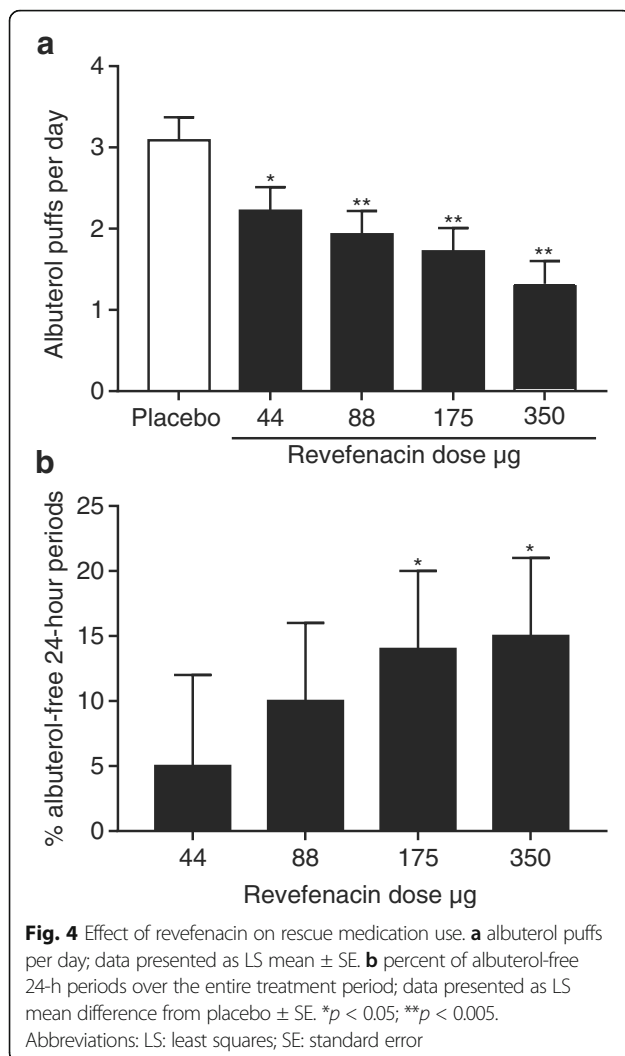 a
4
3
2
1
0
Albuterol puffs per day
*
**
**
**
Placebo 44 88 175 350
Revefenacin dose µg
b
25
20
15
10
5
0
% albuterol-free 24-hour periods
*
*
44 88 175 350
Revefenacin dose µg
Fig. 4 Effect of revefenacin on rescue medication use. a albuterol puffs
per day; data presented as LS mean ± SE. b percent of albuterol-free
24-h periods over the entire treatment period; data presented as LS
mean difference from placebo ± SE. *p < 0.05; **p < 0.005.
Abbreviations: LS: least squares; SE: standard error